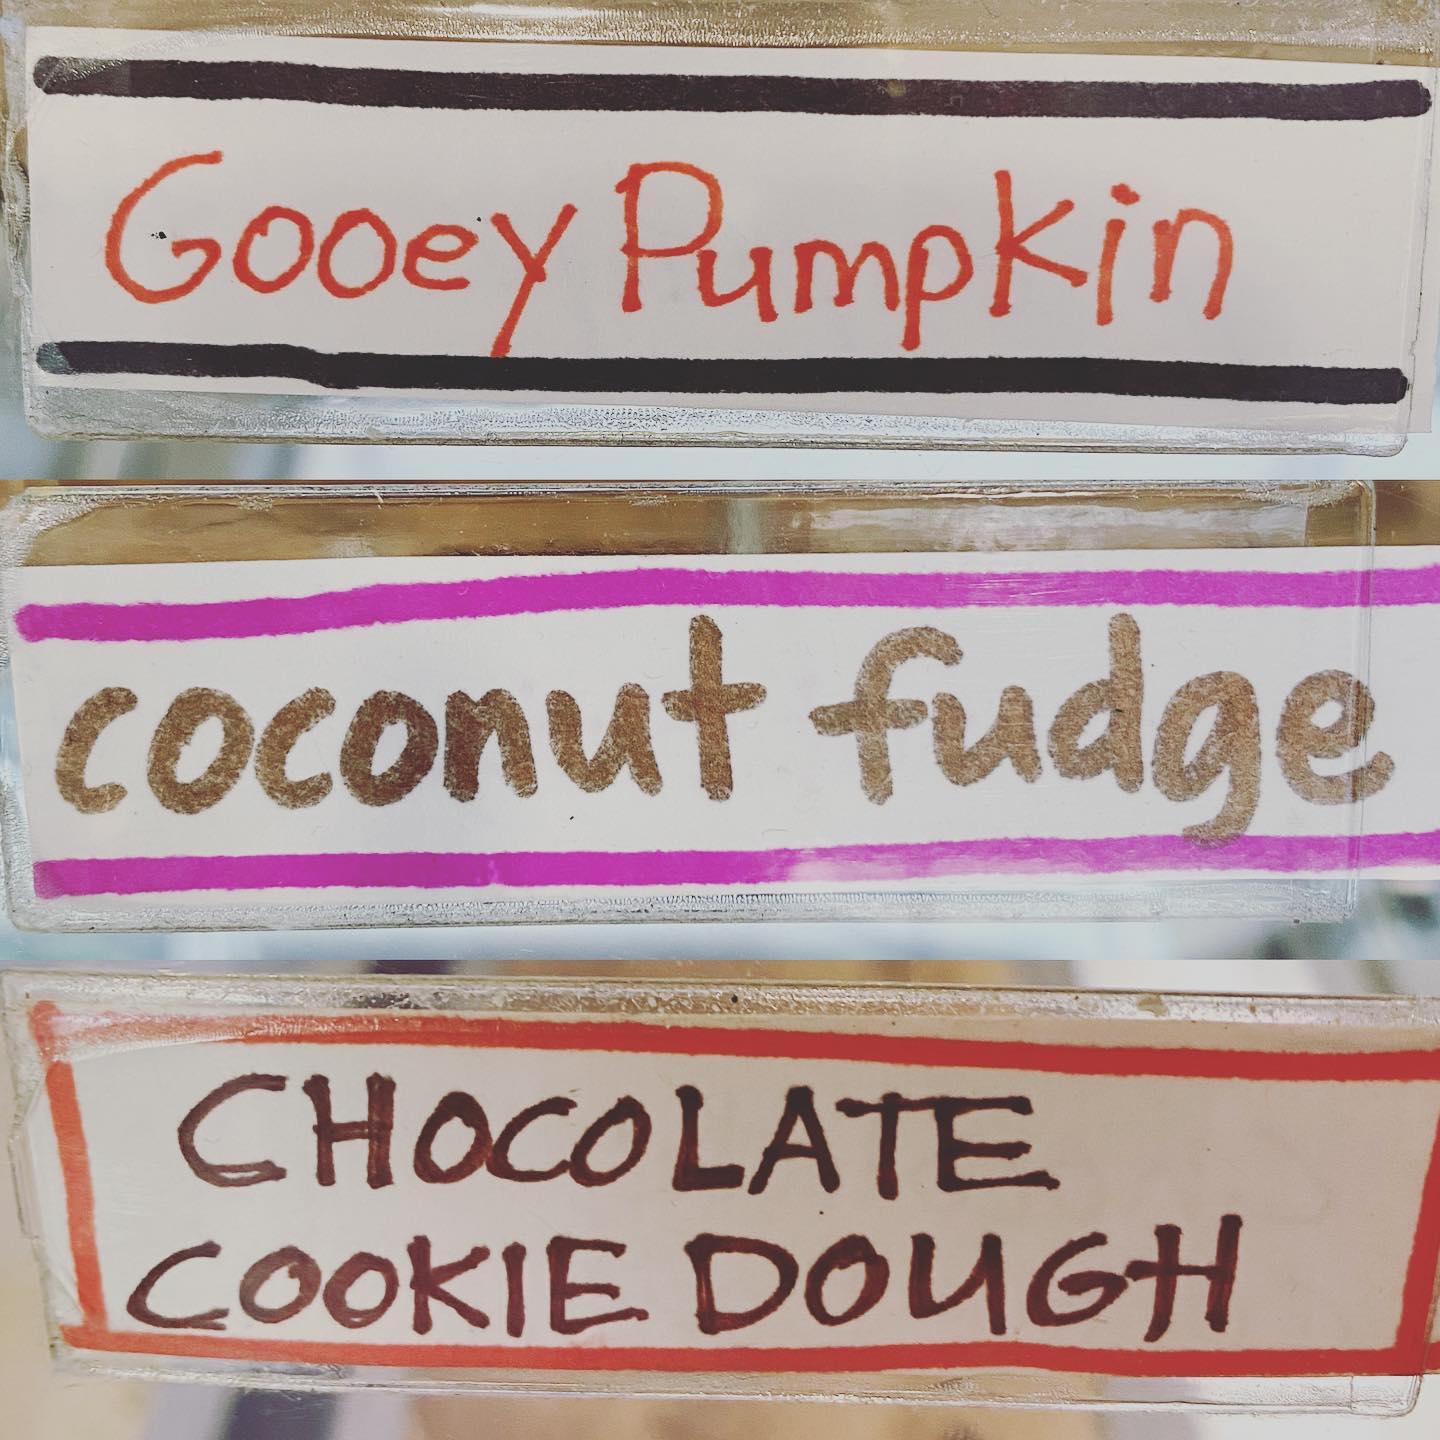 Gooey Pumpkin
coconut fudge
CHOCOLATE
COOKIE DOUGH